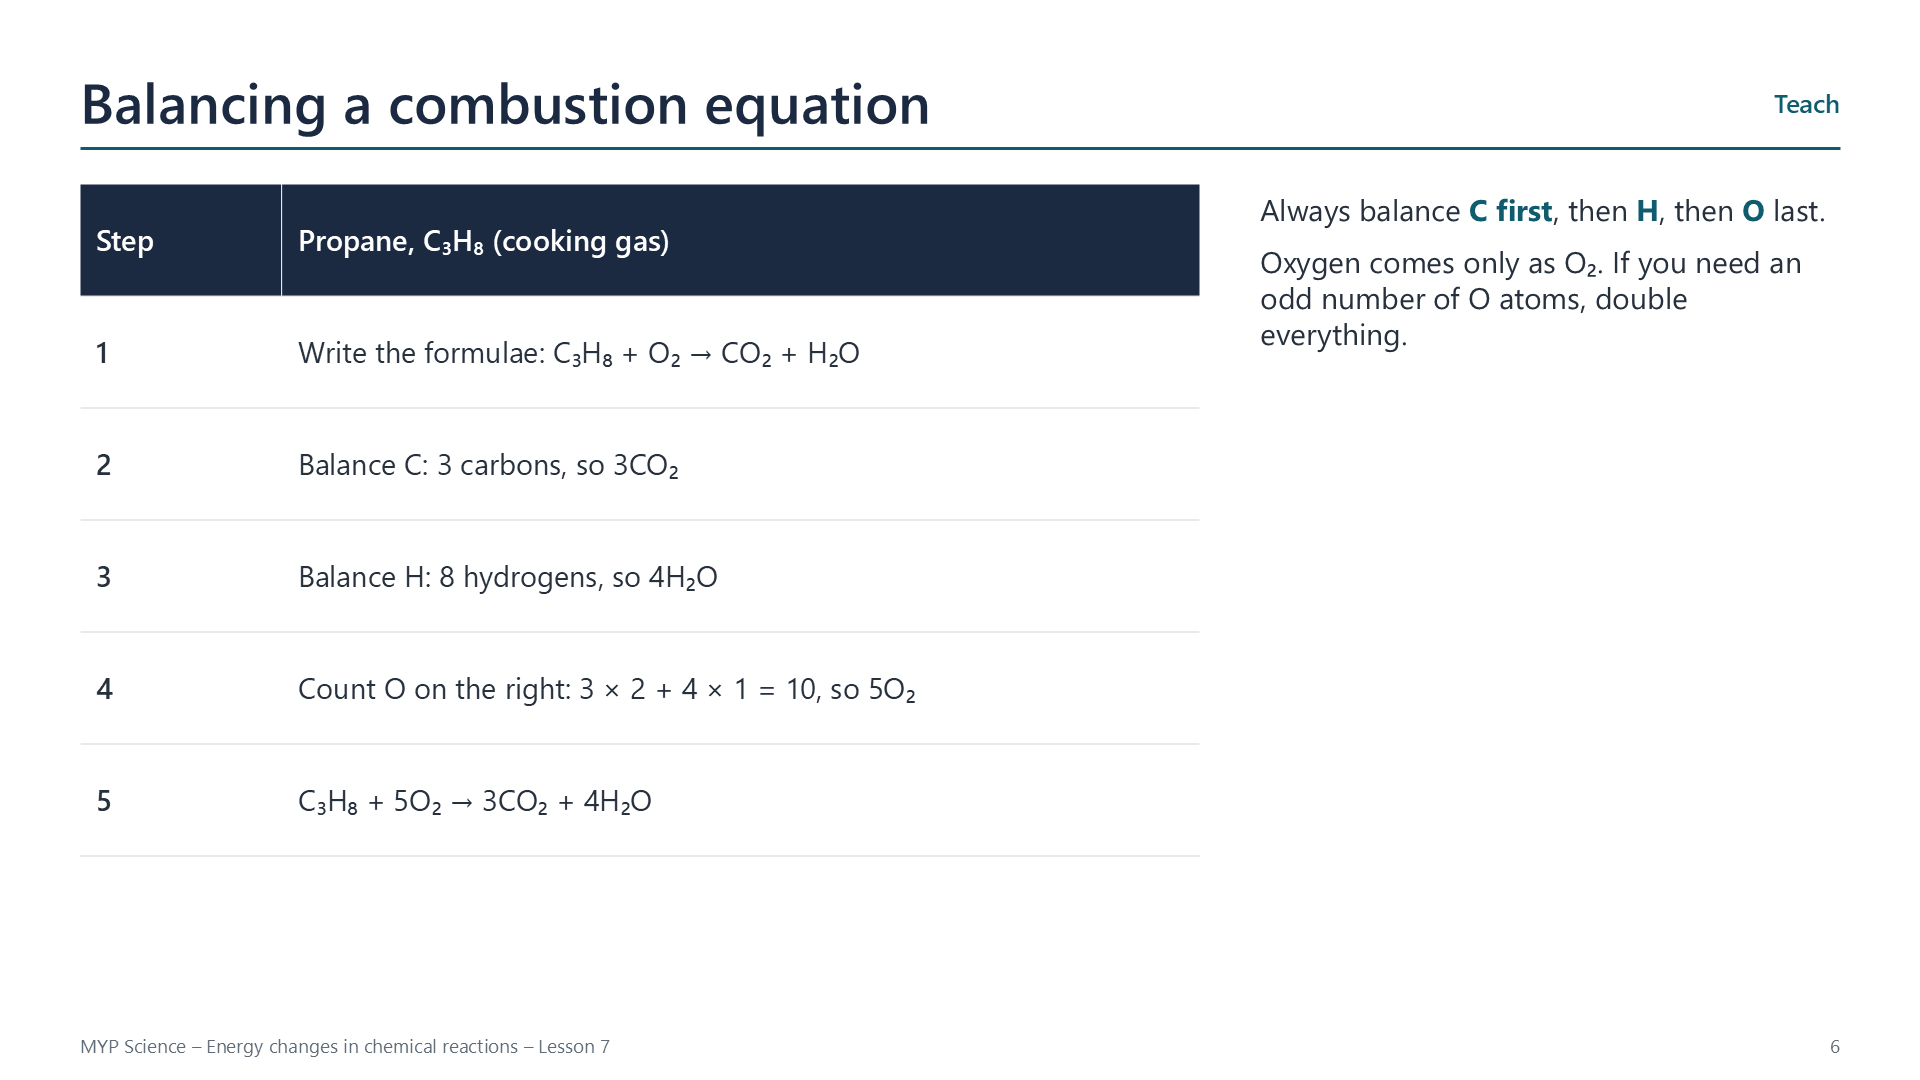 Balancing a combustion equation
Teach
Step
Propane, C₃H₈ (cooking gas)
1
Write the formulae: C₃H₈ + O₂ → CO₂ + H₂O
2
Balance C: 3 carbons, so 3CO₂
3
Balance H: 8 hydrogens, so 4H₂O
4
Count O on the right: 3 × 2 + 4 × 1 = 10, so 5O₂
5
C₃H₈ + 5O₂ → 3CO₂ + 4H₂O
Always balance C first, then H, then O last.
Oxygen comes only as O₂. If you need an
odd number of O atoms, double
everything.
MYP Science – Energy changes in chemical reactions – Lesson 7
6